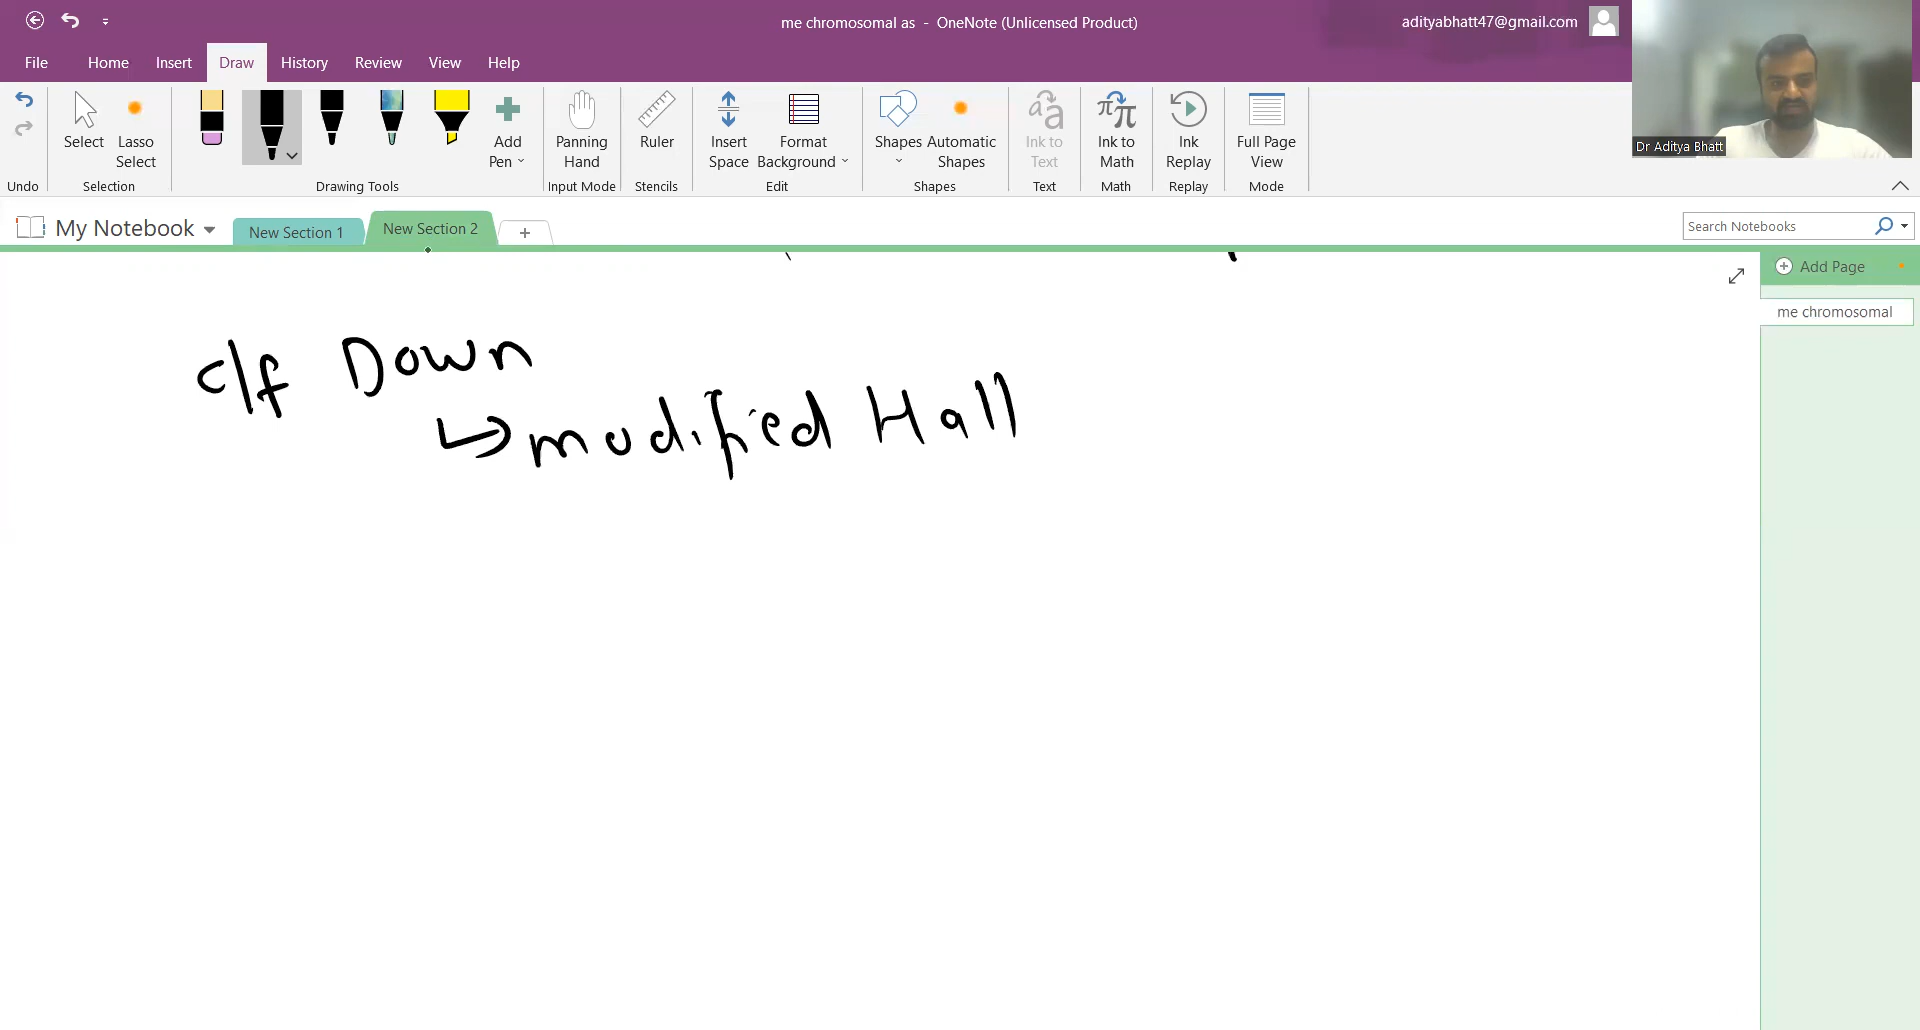 me chromosomal as - OneNote (Unlicensed Product)
adityabhatt47@gmail.com
File Home Insert Draw History Review View Help
Select
Lasso Select
Add Pen
Panning Hand
Ruler
Insert Space
Format Background
Shapes
Automatic Shapes
Ink to Text
Ink to Math
Ink Replay
Full Page View
Undo Selection Drawing Tools Input Mode Stencils Edit Shapes Text Math Replay Mode
Dr Aditya Bhatt
My Notebook New Section 1 New Section 2 Search Notebooks
Add Page
me chromosomal
c/f Down
modified Hall